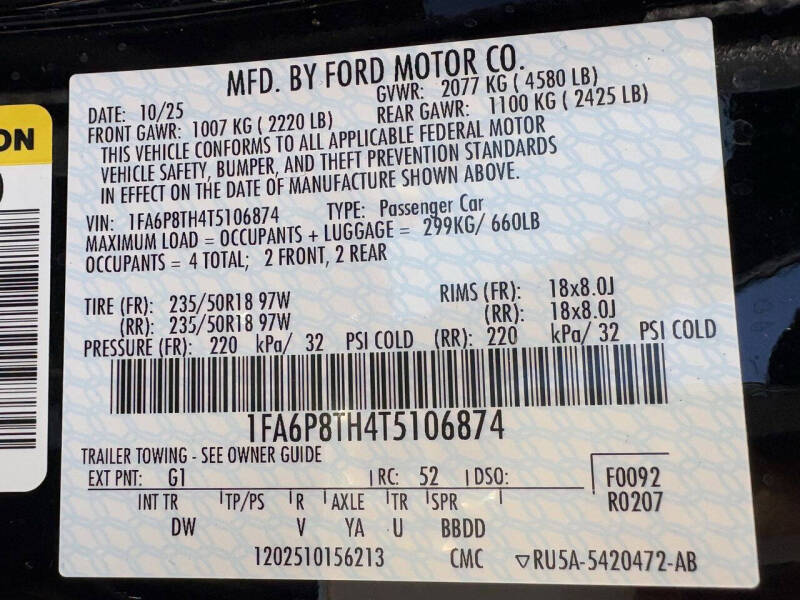 MFD. BY FORD MOTOR CO.
DATE: 10/25 GVWR: 2077 KG ( 4580 LB)
FRONT GAWR: 1007 KG ( 2220 LB) REAR GAWR: 1100 KG ( 2425 LB)
THIS VEHICLE CONFORMS TO ALL APPLICABLE FEDERAL MOTOR
VEHICLE SAFETY, BUMPER, AND THEFT PREVENTION STANDARDS
IN EFFECT ON THE DATE OF MANUFACTURE SHOWN ABOVE.
VIN: 1FA6P8TH4T5106874 TYPE: Passenger Car
MAXIMUM LOAD = OCCUPANTS + LUGGAGE = 299KG/ 660LB
OCCUPANTS = 4 TOTAL; 2 FRONT, 2 REAR
TIRE (FR): 235/50R18 97W RIMS (FR): 18x8.0J
(RR): 235/50R18 97W (RR): 18x8.0J
PRESSURE (FR): 220 kPa/ 32 PSI COLD (RR): 220 kPa/ 32 PSI COLD
1FA6P8TH4T5106874
TRAILER TOWING - SEE OWNER GUIDE
EXT PNT: G1 RC: 52 DSO: F0092
R0207
INT TR TP/PS R AXLE TR SPR
DW V YA U BBDD
1202510156213 CMC ▽RU5A-5420472-AB
ON